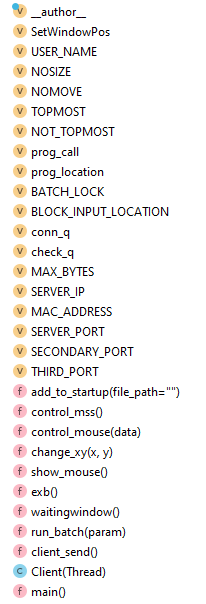 V __author__
V SetWindowPos
V USER_NAME
V NOSIZE
V NOMOVE
V TOPMOST
V NOT_TOPMOST
V prog_call
V prog_location
V BATCH_LOCK
V BLOCK_INPUT_LOCATION
V conn_q
V check_q
V MAX_BYTES
V SERVER_IP
V MAC_ADDRESS
V SERVER_PORT
V SECONDARY_PORT
V THIRD_PORT
f add_to_startup(file_path="")
f control_mss()
f control_mouse(data)
f change_xy(x, y)
f show_mouse()
f exb()
f waitingwindow()
f run_batch(param)
f client_send()
C Client(Thread)
f main()